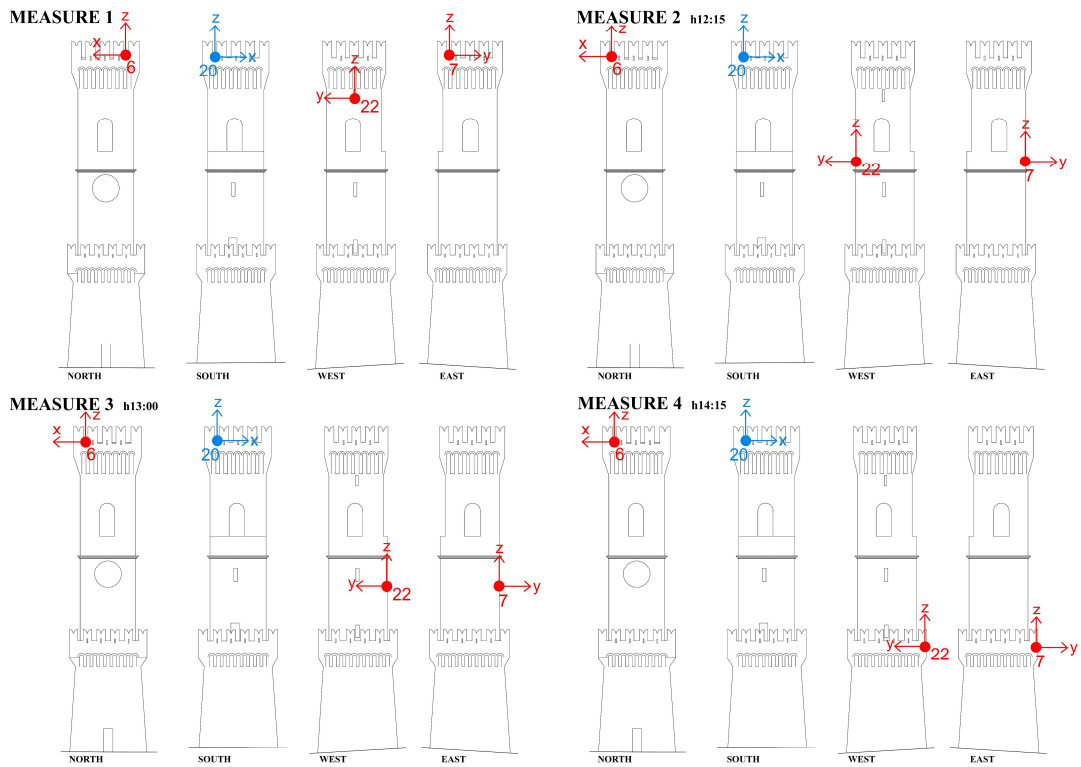 MEASURE 1
z
x
6
NORTH
z
x
20
SOUTH
z
y
22
WEST
z
y
7
EAST
MEASURE 2 h12:15
z
x
6
NORTH
z
x
20
SOUTH
z
y
22
WEST
z
y
7
EAST
MEASURE 3 h13:00
z
x
6
NORTH
z
x
20
SOUTH
z
y
22
WEST
z
y
7
EAST
MEASURE 4 h14:15
z
x
6
NORTH
z
x
20
SOUTH
z
y
22
WEST
z
y
7
EAST